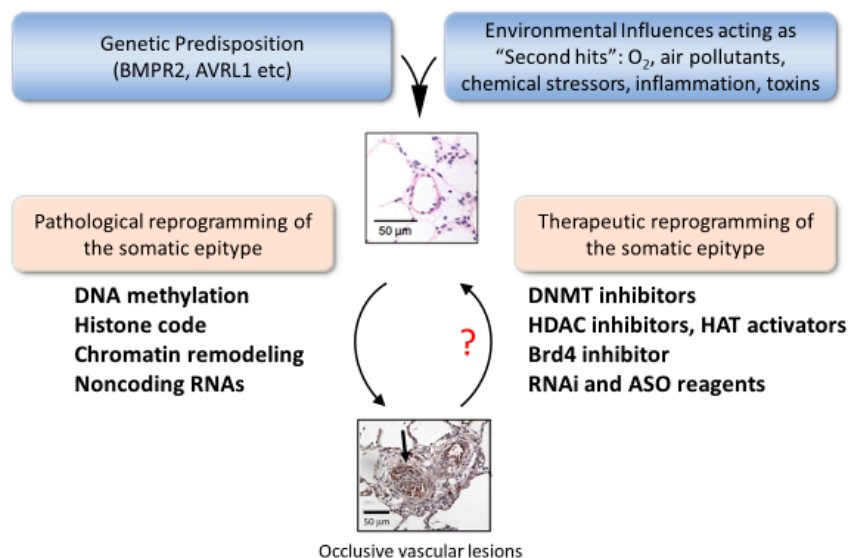 Genetic Predisposition
(BMPR2, AVRL1 etc)
Environmental Influences acting as
“Second hits”: O2, air pollutants,
chemical stressors, inflammation, toxins
50 µm
Pathological reprogramming of
the somatic epitype
DNA methylation
Histone code
Chromatin remodeling
Noncoding RNAs
Therapeutic reprogramming of
the somatic epitype
DNMT inhibitors
HDAC inhibitors, HAT activators
Brd4 inhibitor
RNAi and ASO reagents
?
50 µm
Occlusive vascular lesions